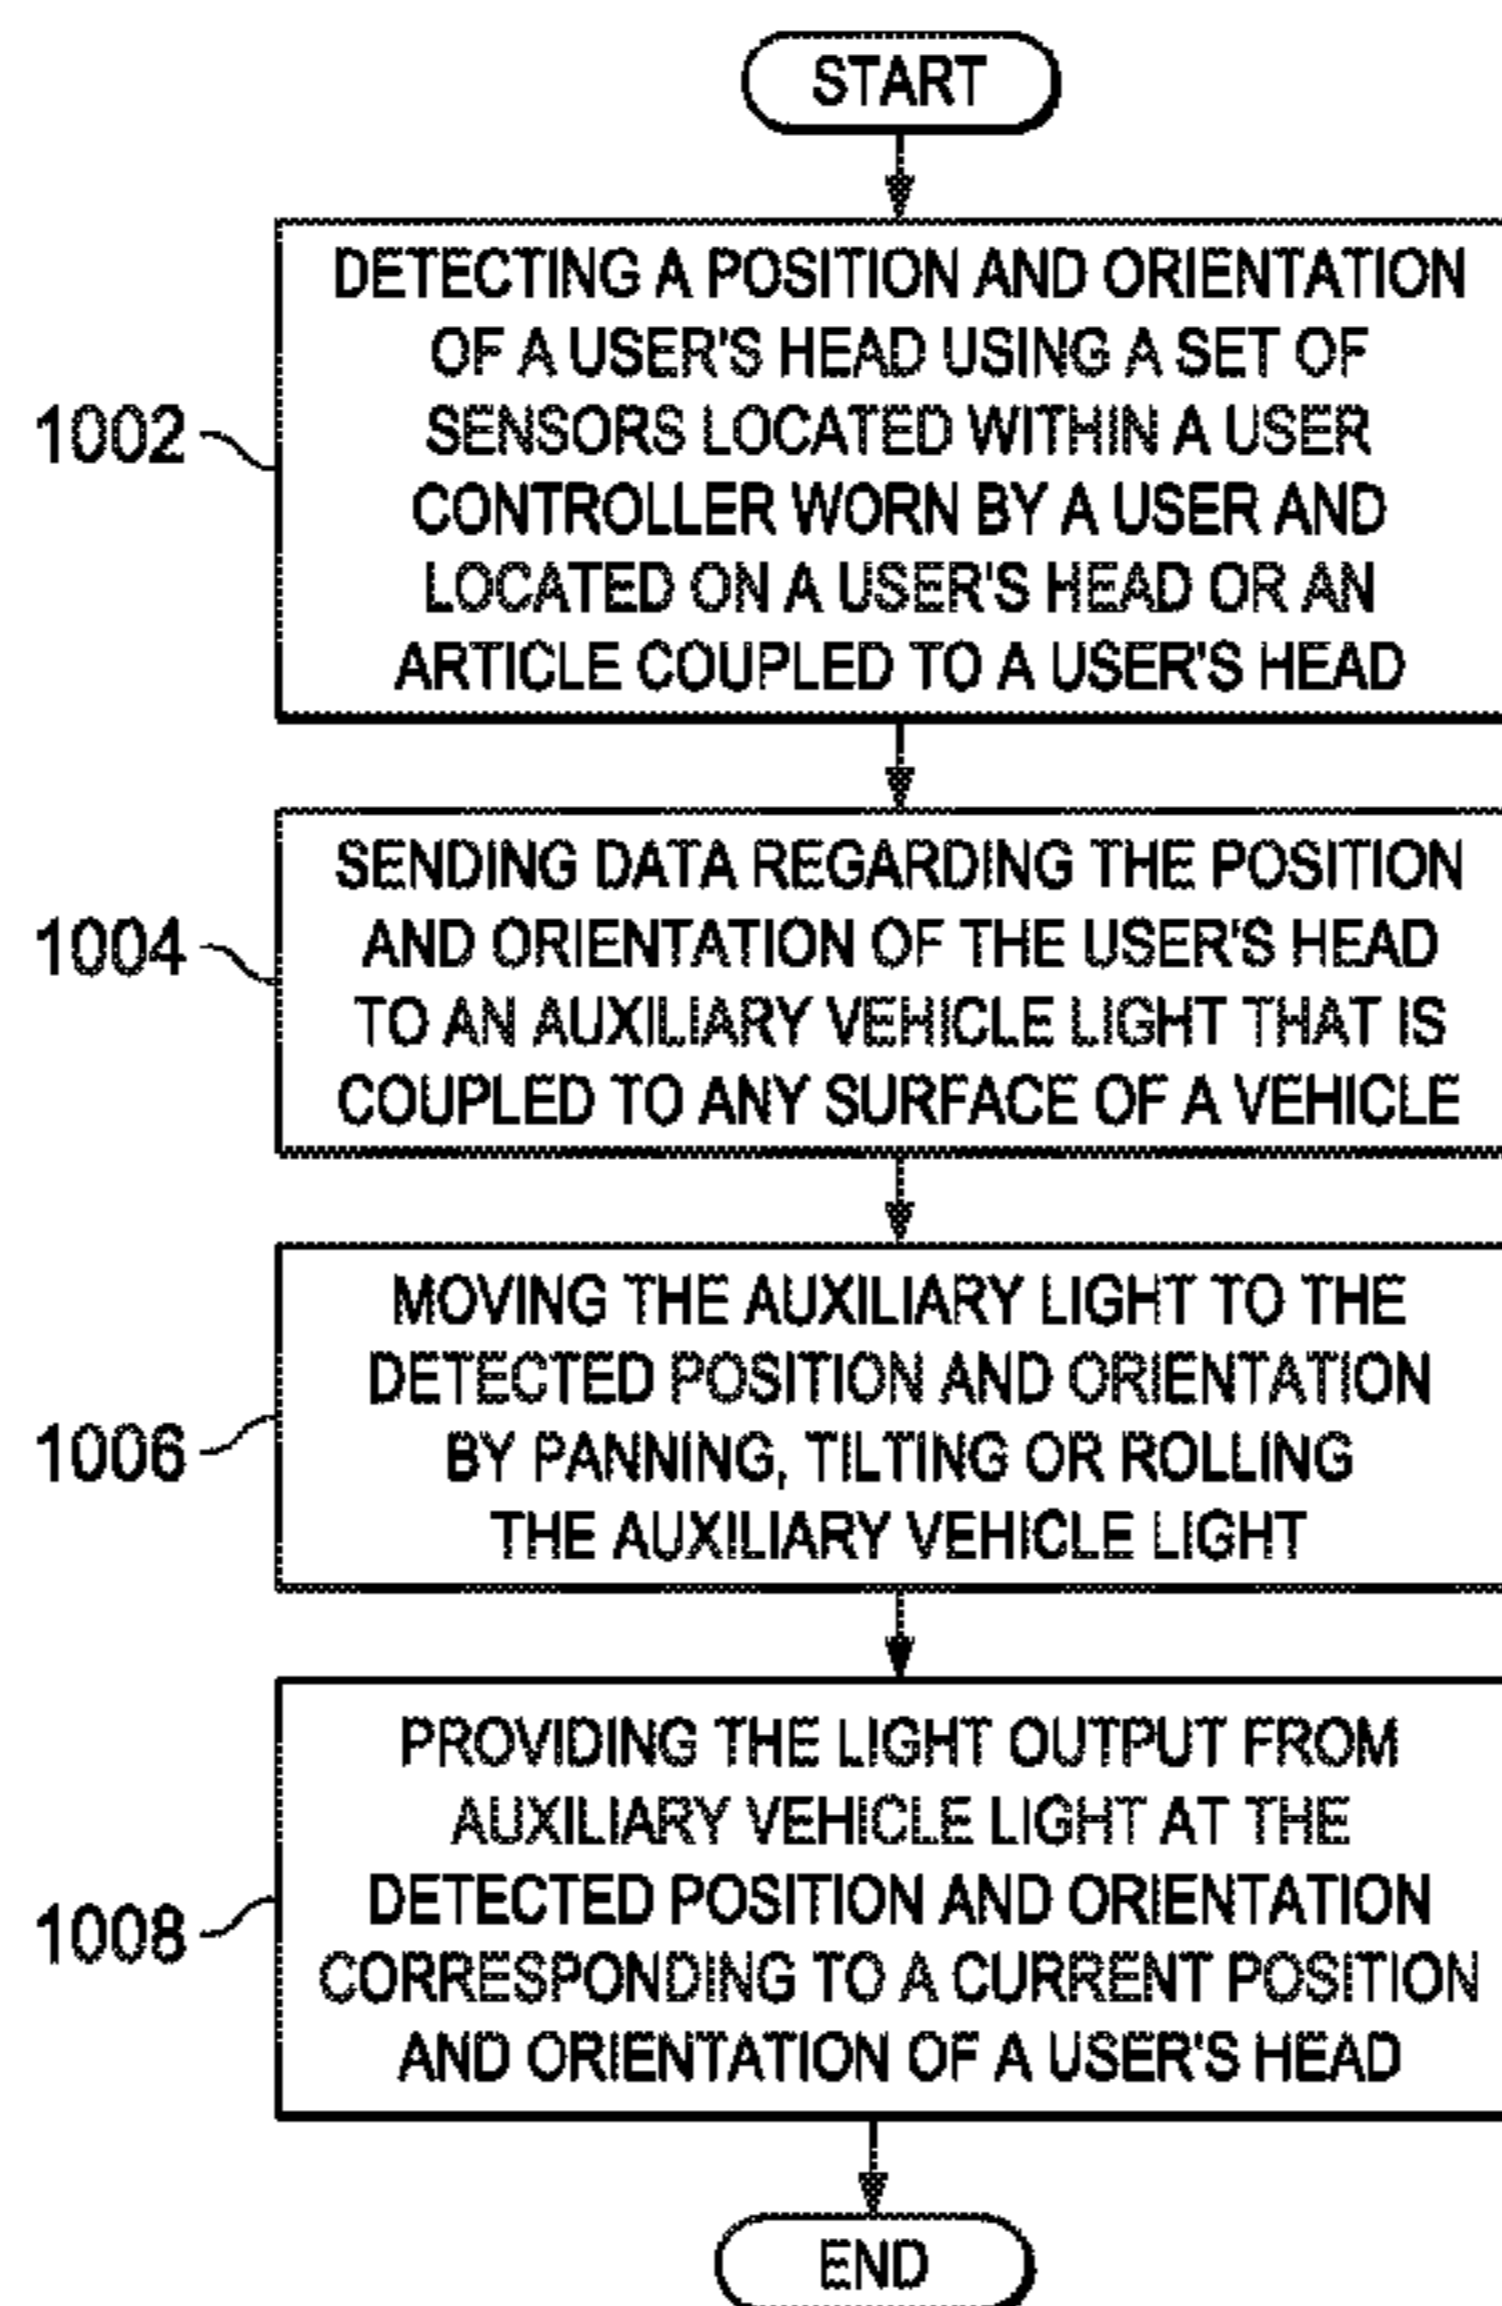 START
DETECTING A POSITION AND ORIENTATION
OF A USER'S HEAD USING A SET OF
SENSORS LOCATED WITHIN A USER
CONTROLLER WORN BY A USER AND
LOCATED ON A USER'S HEAD OR AN
ARTICLE COUPLED TO A USER'S HEAD
1002
SENDING DATA REGARDING THE POSITION
AND ORIENTATION OF THE USER'S HEAD
TO AN AUXILIARY VEHICLE LIGHT THAT IS
COUPLED TO ANY SURFACE OF A VEHICLE
1004
MOVING THE AUXILIARY LIGHT TO THE
DETECTED POSITION AND ORIENTATION
BY PANNING, TILTING OR ROLLING
THE AUXILIARY VEHICLE LIGHT
1006
PROVIDING THE LIGHT OUTPUT FROM
AUXILIARY VEHICLE LIGHT AT THE
DETECTED POSITION AND ORIENTATION
CORRESPONDING TO A CURRENT POSITION
AND ORIENTATION OF A USER'S HEAD
1008
END